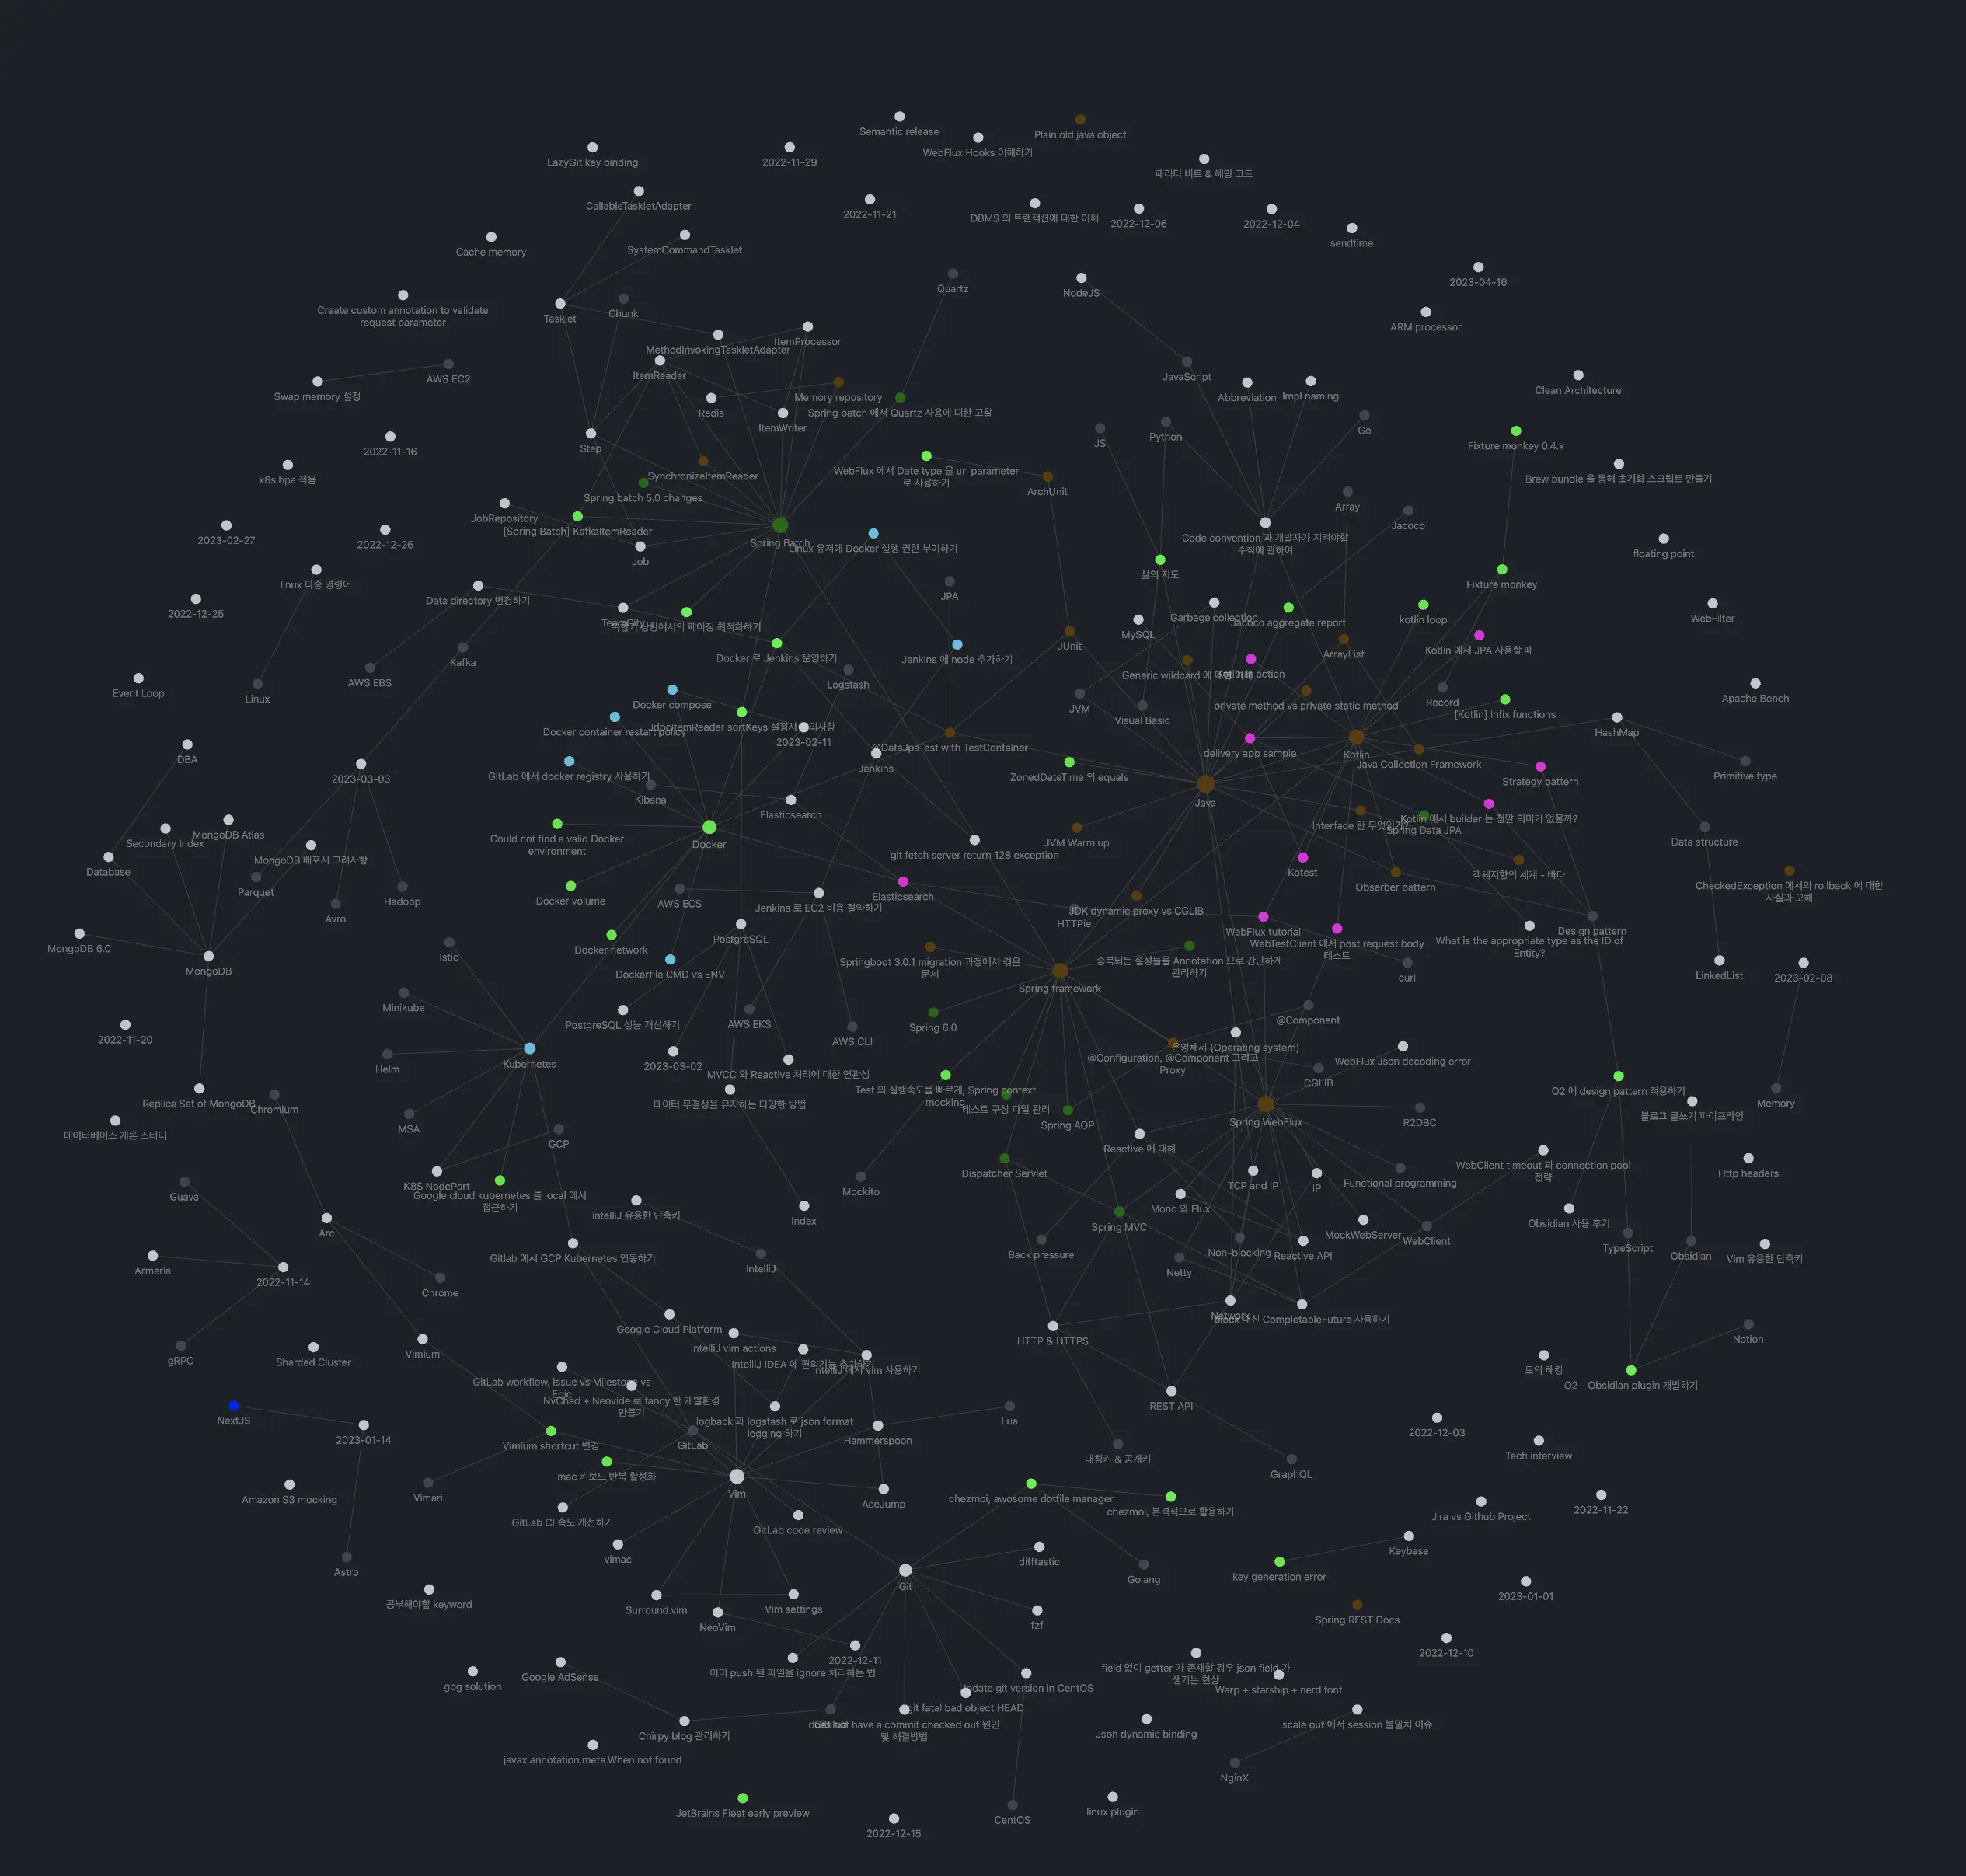 Semantic release
Plain old java object
WebFlux Hooks 이해하기
LazyGit key binding
2022-11-29
패리티 비트 & 해밍 코드
CallableTaskletAdapter
2022-11-21
DBMS 의 트랜잭션에 대한 이해
2022-12-06
2022-12-04
sendtime
Cache memory
SystemCommandTasklet
Quartz
NodeJS
2023-04-16
Create custom annotation to validate
request parameter
Tasklet
Chunk
ARM processor
MethodInvokingTaskletAdapter
ItemProcessor
AWS EC2
ItemReader
JavaScript
Clean Architecture
Swap memory 설정
Redis
Memory repository
Spring batch 에서 Quartz 사용에 대한 고찰
Abbreviation
Impl naming
ItemWriter
Go
JS
Python
Fixture monkey 0.4.x
2022-11-16
Step
k8s hpa 적용
SynchronizeItemReader
WebFlux 에서 Date type 을 url parameter
로 사용하기
ArchUnit
Brew bundle 을 통해 초기화 스크립트 만들기
Spring batch 5.0 changes
Array
Jacoco
JobRepository
[Spring Batch] KafkaItemReader
2023-02-27
2022-12-26
Spring Batch
Linux 유저에 Docker 실행 권한 부여하기
Code convention 과 개발자가 지켜야할
수칙에 관하여
floating point
Job
linux 다중 명령어
삶의 지도
Fixture monkey
2022-12-25
Data directory 변경하기
JPA
TeamCity
Garbage collection
Jacoco aggregate report
kotlin loop
WebFilter
MySQL
Docker 로 Jenkins 운영하기
Jenkins 에 node 추가하기
JUnit
ArrayList
Kotlin 에서 JPA 사용할 때
Kafka
AWS EBS
Logstash
Kotlin in action
Event Loop
Linux
Docker compose
JVM
Visual Basic
private method vs private static method
Record
[Kotlin] Infix functions
Apache Bench
Docker container restart policy
JdbcItemReader sortKeys
2023-02-11
@DataJpaTest with TestContainer
delivery app sample
Kotlin
Java Collection Framework
HashMap
DBA
2023-03-03
GitLab 에서 docker registry 사용하기
Jenkins
ZonedDateTime 의 equals
Strategy pattern
Primitive type
Kibana
Elasticsearch
Java
Could not find a valid Docker
environment
Docker
JVM Warm up
Interface 란 무엇인가?
Spring Data JPA
Kotlin 에서 builder 는 정말 의미가 없을까?
Secondary Index
MongoDB Atlas
MongoDB 배포시 고려사항
git fetch server return 128 exception
Data structure
Database
Parquet
Kotest
Obserber pattern
객체지향의 세계 - 바다
CheckedException 에서의 rollback 에 대한
사실과 오해
Avro
Hadoop
Docker volume
AWS ECS
Jenkins 로 EC2 비용 절약하기
Elasticsearch
JDK dynamic proxy vs CGLIB
HTTPie
WebFlux tutorial
Design pattern
MongoDB 6.0
Docker network
PostgreSQL
WebTestClient 에서 post request body
테스트
What is the appropriate type as the ID of
Entity?
MongoDB
Istio
Dockerfile CMD vs ENV
Springboot 3.0.1 migration 과정에서 겪은
문제
중복되는 설정들을 Annotation 으로 간단하게
관리하기
curl
LinkedList
2023-02-08
Spring framework
Minikube
PostgreSQL 성능 개선하기
AWS EKS
Spring 6.0
@Component
2022-11-20
AWS CLI
운영체제 (Operating system)
Kubernetes
2023-03-02
MVCC 와 Reactive 처리에 대한 연관성
@Configuration, @Component 그리고
Proxy
WebFlux Json decoding error
Helm
CGLIB
Replica Set of MongoDB
Chromium
데이터 무결성을 유지하는 다양한 방법
Test 의 실행속도를 빠르게, Spring context
mocking
테스트 구성 파일 관리
O2 에 design pattern 적용하기
Memory
데이터베이스 개론 스터디
MSA
Spring AOP
Spring WebFlux
R2DBC
블로그 글쓰기 파이프라인
GCP
Reactive 에 대해
K8S NodePort
Google cloud kubernetes 를 local 에서
접근하기
Dispatcher Servlet
WebClient timeout 과 connection pool
전략
Http headers
Guava
Mockito
TCP and IP
IP
Functional programming
intelliJ 유용한 단축키
Index
Mono 와 Flux
Obsidian 사용 후기
Arc
Spring MVC
MockWebServer
WebClient
TypeScript
Obsidian
Vim 유용한 단축키
Armeria
2022-11-14
Gitlab 에서 GCP Kubernetes 연동하기
IntelliJ
Back pressure
Non-blocking
Reactive API
Netty
Chrome
Google Cloud Platform
Network
block 대신 CompletableFuture 사용하기
gRPC
Sharded Cluster
Vimium
IntelliJ vim actions
HTTP & HTTPS
Notion
IntelliJ IDEA 에 편의기능 추가하기
IntelliJ 에서 vim 사용하기
모의 해킹
O2 - Obsidian plugin 개발하기
GitLab workflow, Issue vs Milestone vs
Epic
NvChad + Neovide 로 fancy 한 개발환경
만들기
REST API
NextJS
2023-01-14
logback 과 logstash 로 json format
logging 하기
Hammerspoon
Lua
2022-12-03
Vimium shortcut 변경
GitLab
Tech interview
대칭키 & 공개키
mac 키보드 반복 활성화
Vim
GraphQL
Amazon S3 mocking
Vimari
AceJump
chezmoi, awosome dotfile manager
chezmoi, 본격적으로 활용하기
2022-11-22
Jira vs Github Project
GitLab CI 속도 개선하기
GitLab code review
Keybase
vimac
difftastic
Astro
Git
Golang
key generation error
공부해야할 keyword
Surround.vim
Vim settings
2023-01-01
NeoVim
fzf
Spring REST Docs
2022-12-11
2022-12-10
gpg solution
Google AdSense
이미 push 된 파일을 ignore 처리하는 법
Update git version in CentOS
field 없이 getter 가 존재할 경우 json field 가
생기는 현상
Warp + starship + nerd font
git fatal bad object HEAD
Chirpy blog 관리하기
GitHub
does not have a commit checked out 원인
및 해결방법
Json dynamic binding
scale out 에서 session 불일치 이슈
javax.annotation.meta.When not found
NginX
JetBrains Fleet early preview
2022-12-15
CentOS
linux plugin